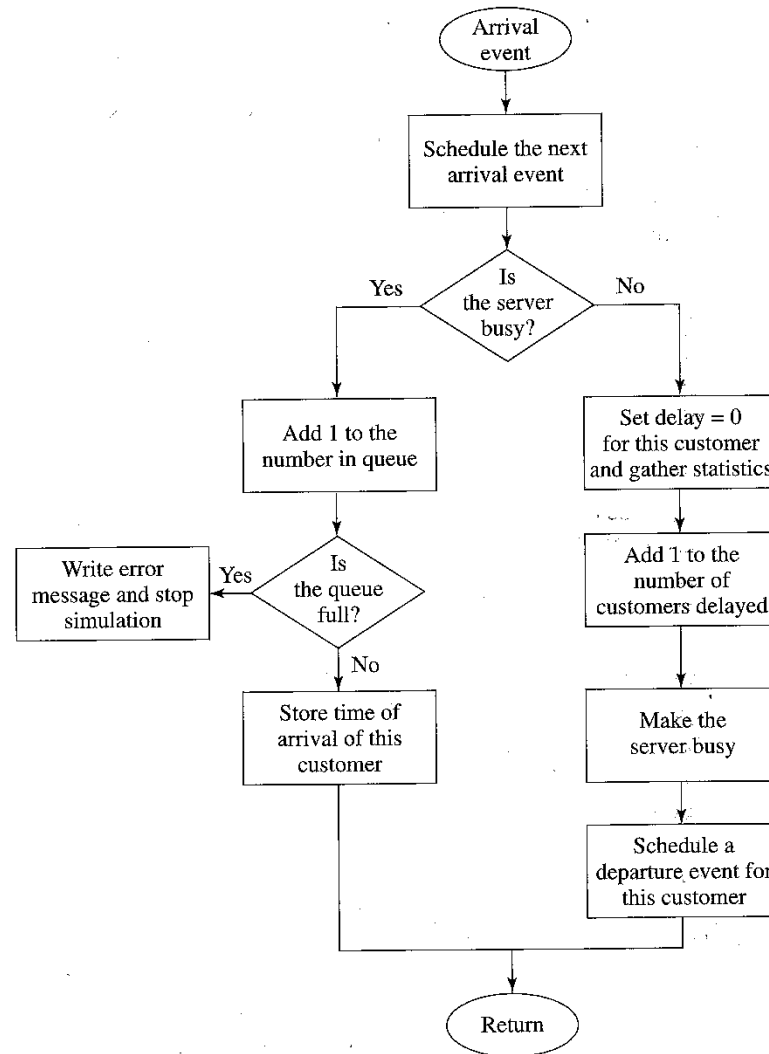 Arrival
event
Schedule the next
arrival event
Is
the server
busy?
Yes
No
Add 1 to the
number in queue
Set delay = 0
for this customer
and gather statistics
Is
the queue
full?
Yes
No
Write error
message and stop
simulation
Add 1 to the
number of
customers delayed
Store time of
arrival of this
customer
Make the
server busy
Schedule a
departure event for
this customer
Return